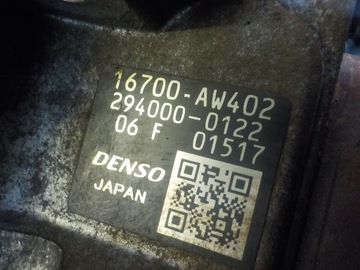 16700-AW402
294000-0122
06 F 01517
DENSO
JAPAN